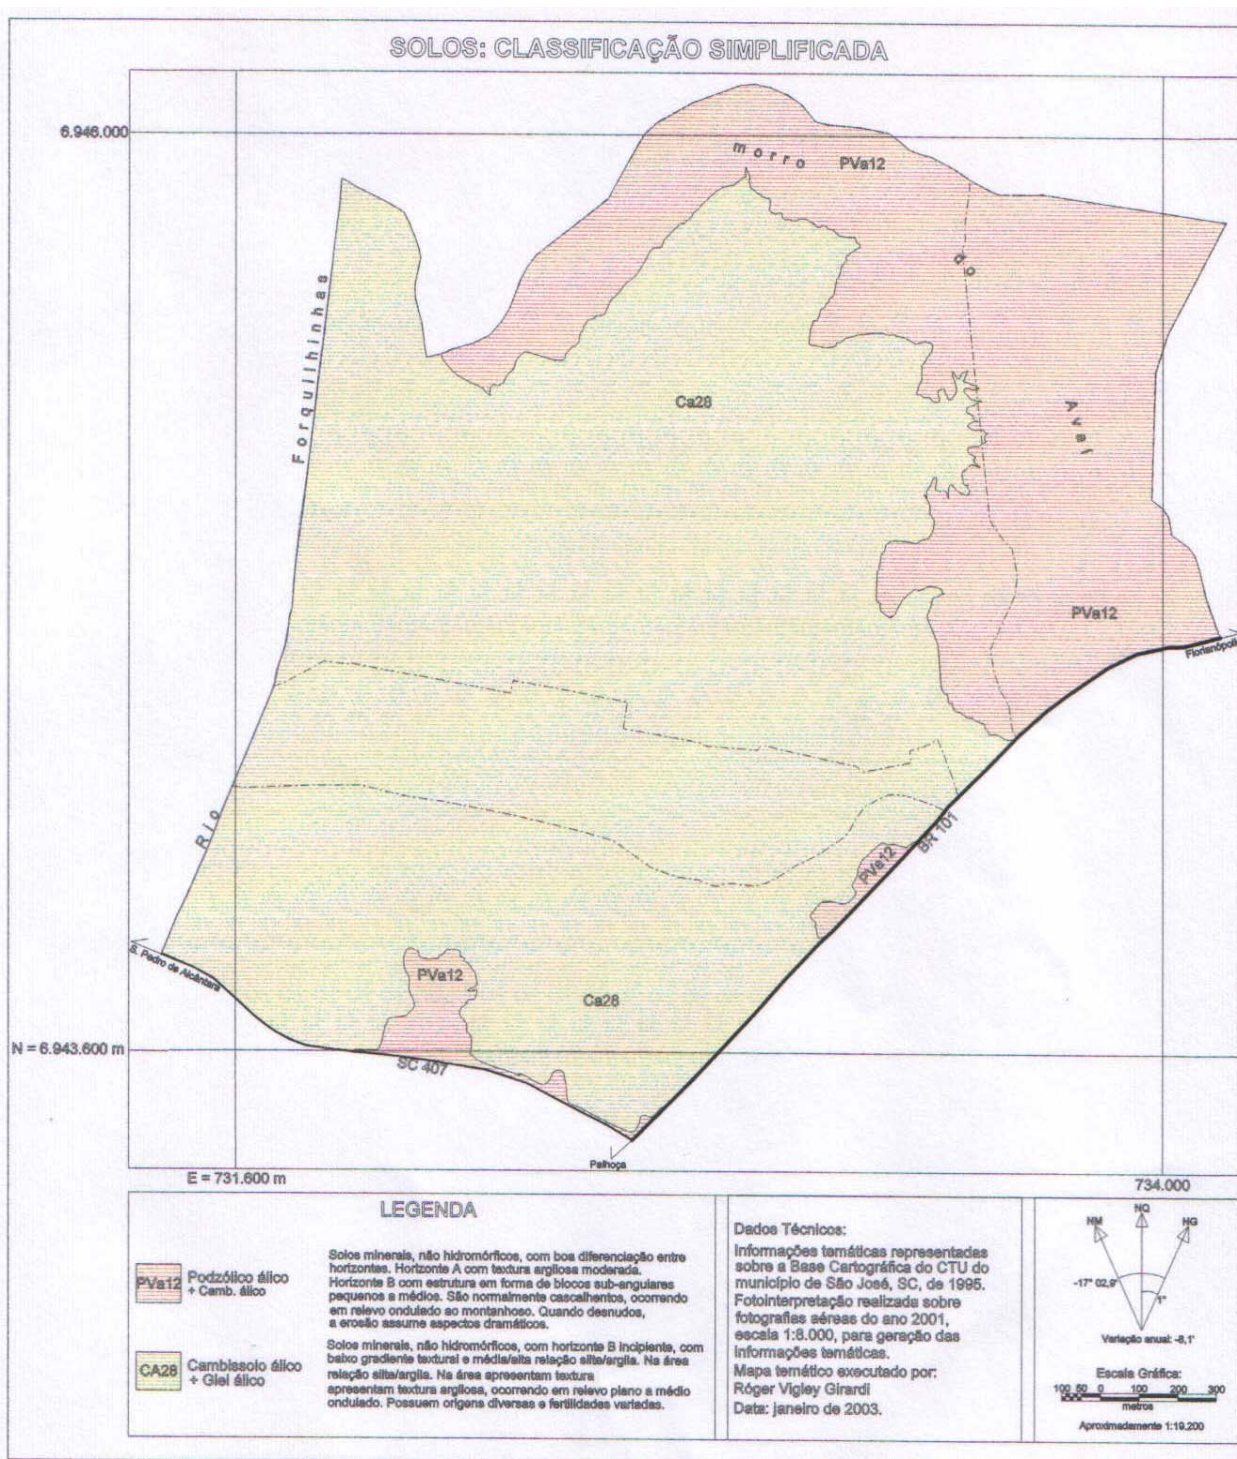 SOLOS: CLASSIFICAÇÃO SIMPLIFICADA
6.946.000
morro
PVa12
do
Forquilhinhas
Ca28
Avaí
PVa12
Florianópolis
Rio
BR 101
PVa12
S. Pedro de Alcântara
PVa12
Ca28
N = 6.943.600 m
SC 407
Palhoça
E = 731.600 m
734.000
LEGENDA
PVa12
Podzólico álico
+ Camb. álico
Solos minerais, não hidromórficos, com boa diferenciação entre
horizontes. Horizonte A com textura argilosa moderada.
Horizonte B com estrutura em forma de blocos sub-angulares
pequenos a médios. São normalmente cascalhentos, ocorrendo
em relevo ondulado ao montanhoso. Quando desnudos,
a erosão assume aspectos dramáticos.
CA28
Cambissolo álico
+ Glei álico
Solos minerais, não hidromórficos, com horizonte B incipiente, com
baixo gradiente textural e média/alta relação silte/argila. Na área
relação silte/argila. Na área apresentam textura
apresentam textura argilosa, ocorrendo em relevo plano a médio
ondulado. Possuem origens diversas e fertilidades variadas.
Dados Técnicos:
Informações temáticas representadas
sobre a Base Cartográfica do CTU do
município de São José, SC, de 1995.
Fotointerpretação realizada sobre
fotografias aéreas do ano 2001,
escala 1:8.000, para geração das
informações temáticas.
Mapa temático executado por:
Róger Vigley Girardi
Data: janeiro de 2003.
NM
NQ
NG
-17° 02,9'
1°
Variação anual: -8,1'
Escala Gráfica:
100 50 0 100 200 300
metros
Aproximadamente 1:19.200